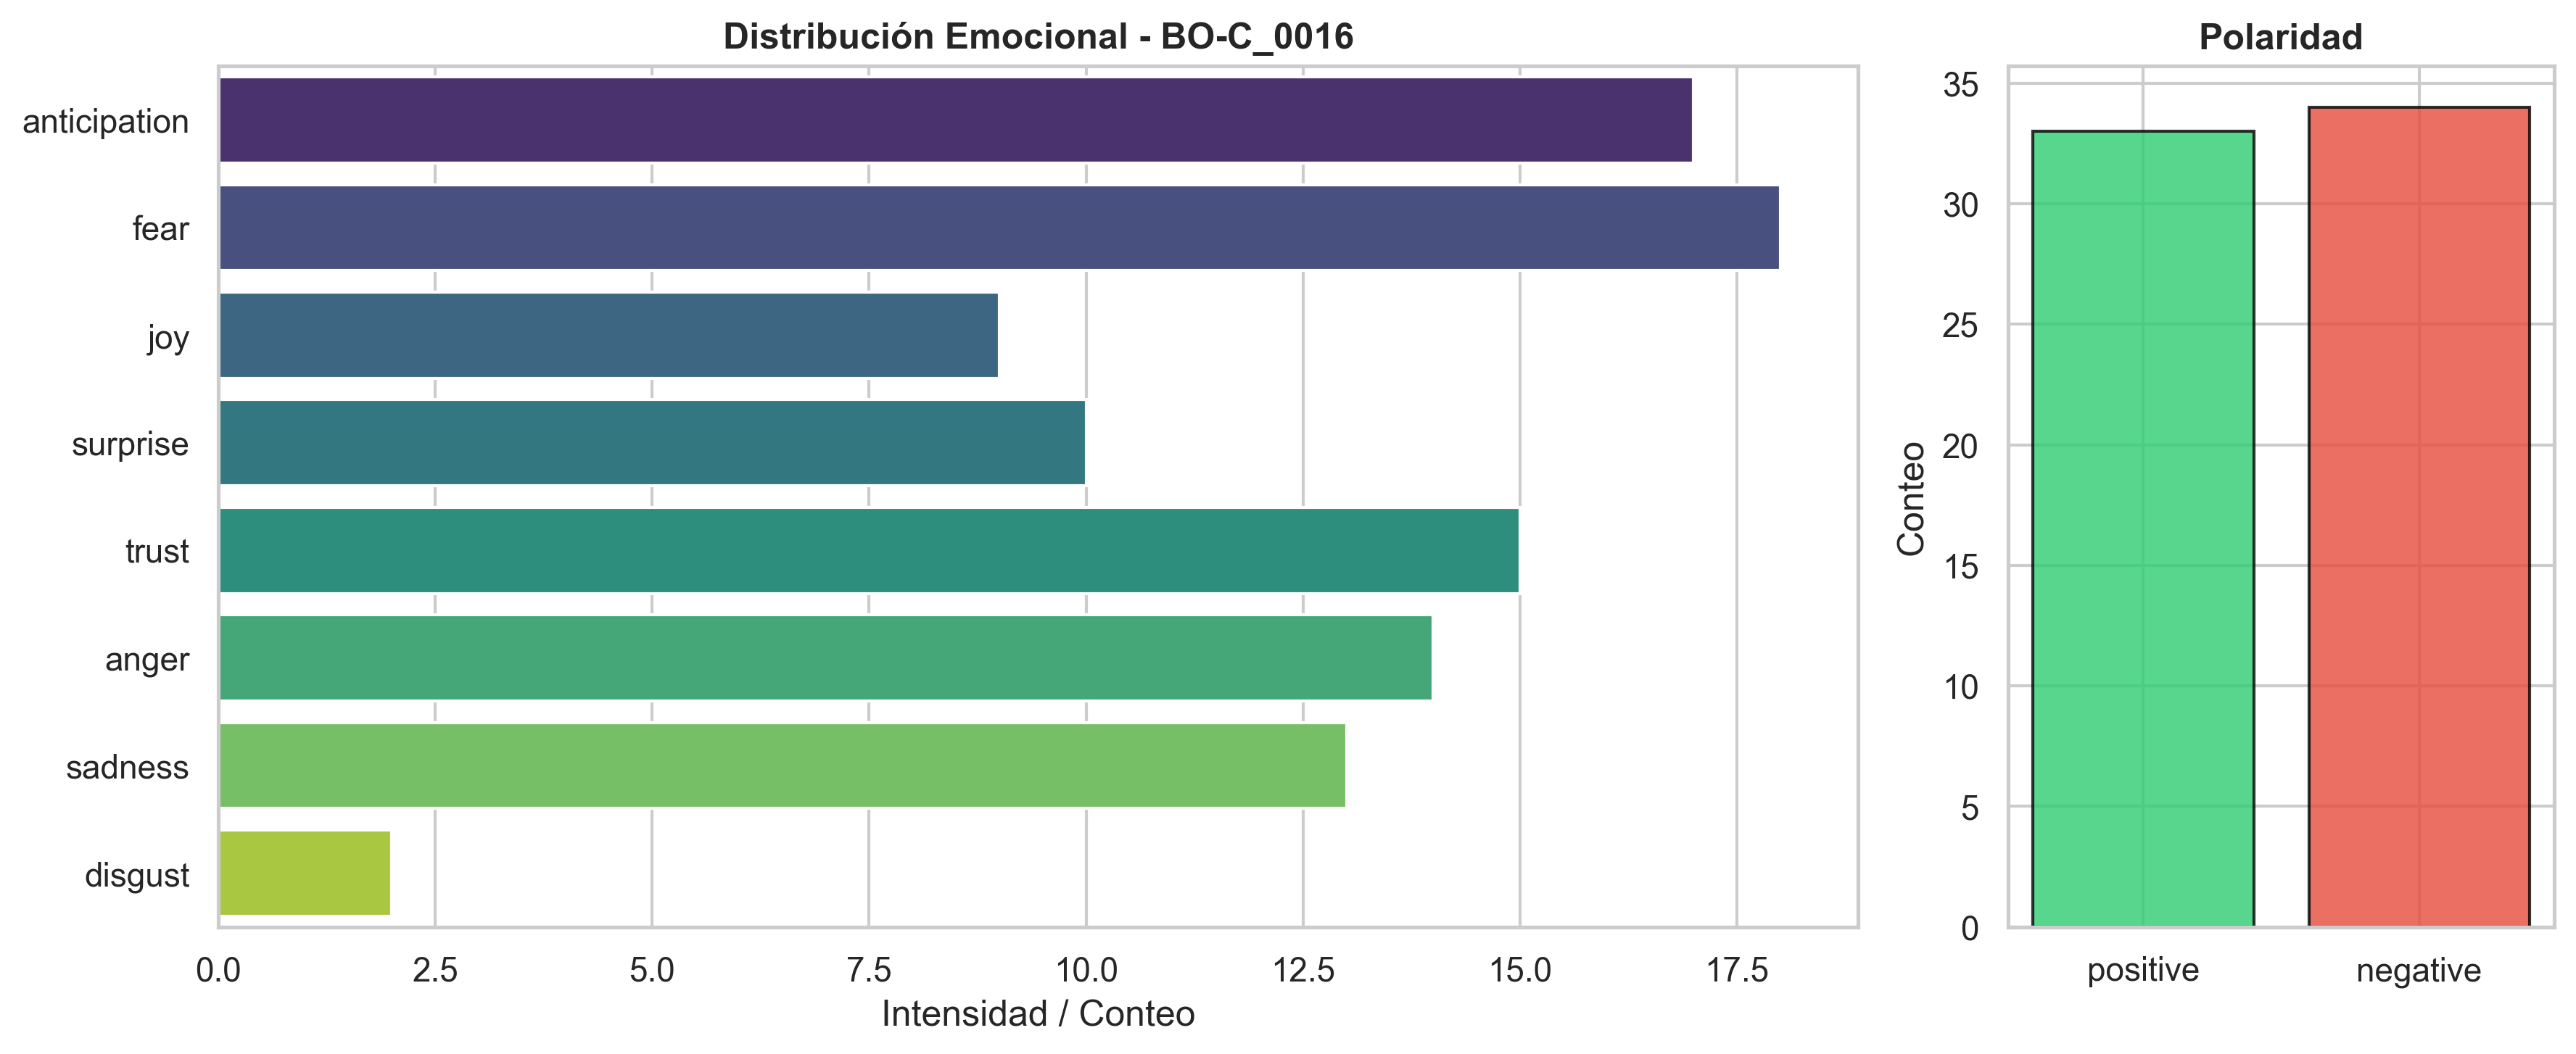 Distribución Emocional - BO-C_0016
anticipation
fear
joy
surprise
trust
anger
sadness
disgust
0.0 2.5 5.0 7.5 10.0 12.5 15.0 17.5
Intensidad / Conteo
Polaridad
35
30
25
20
15
10
5
0
Conteo
positive negative